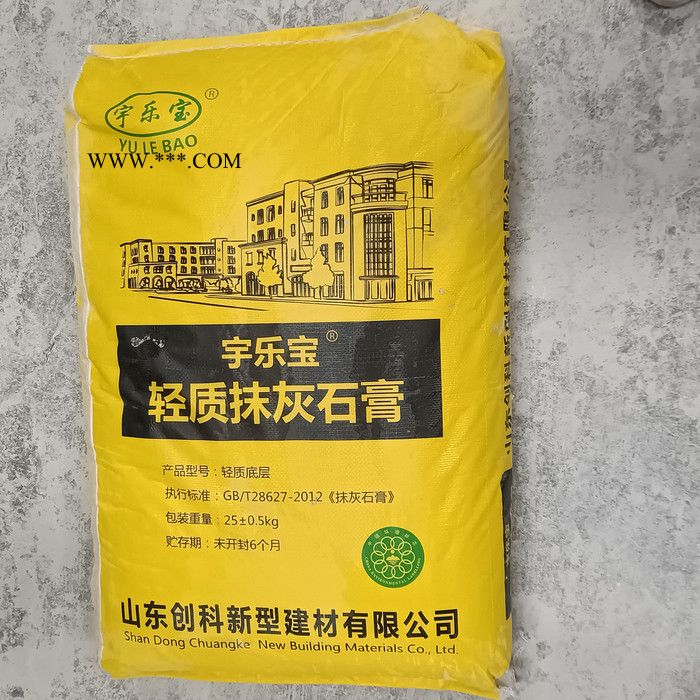 宇乐宝®
YU LE BAO
WWW.***.COM
宇乐宝®
轻质抹灰石膏
产品型号：轻质底层
执行标准：GB/T28627-2012《抹灰石膏》
包装重量：25±0.5kg
贮存期：未开封6个月
山东创科新型建材有限公司
Shan Dong Chuangke New Building Materials Co., Ltd.